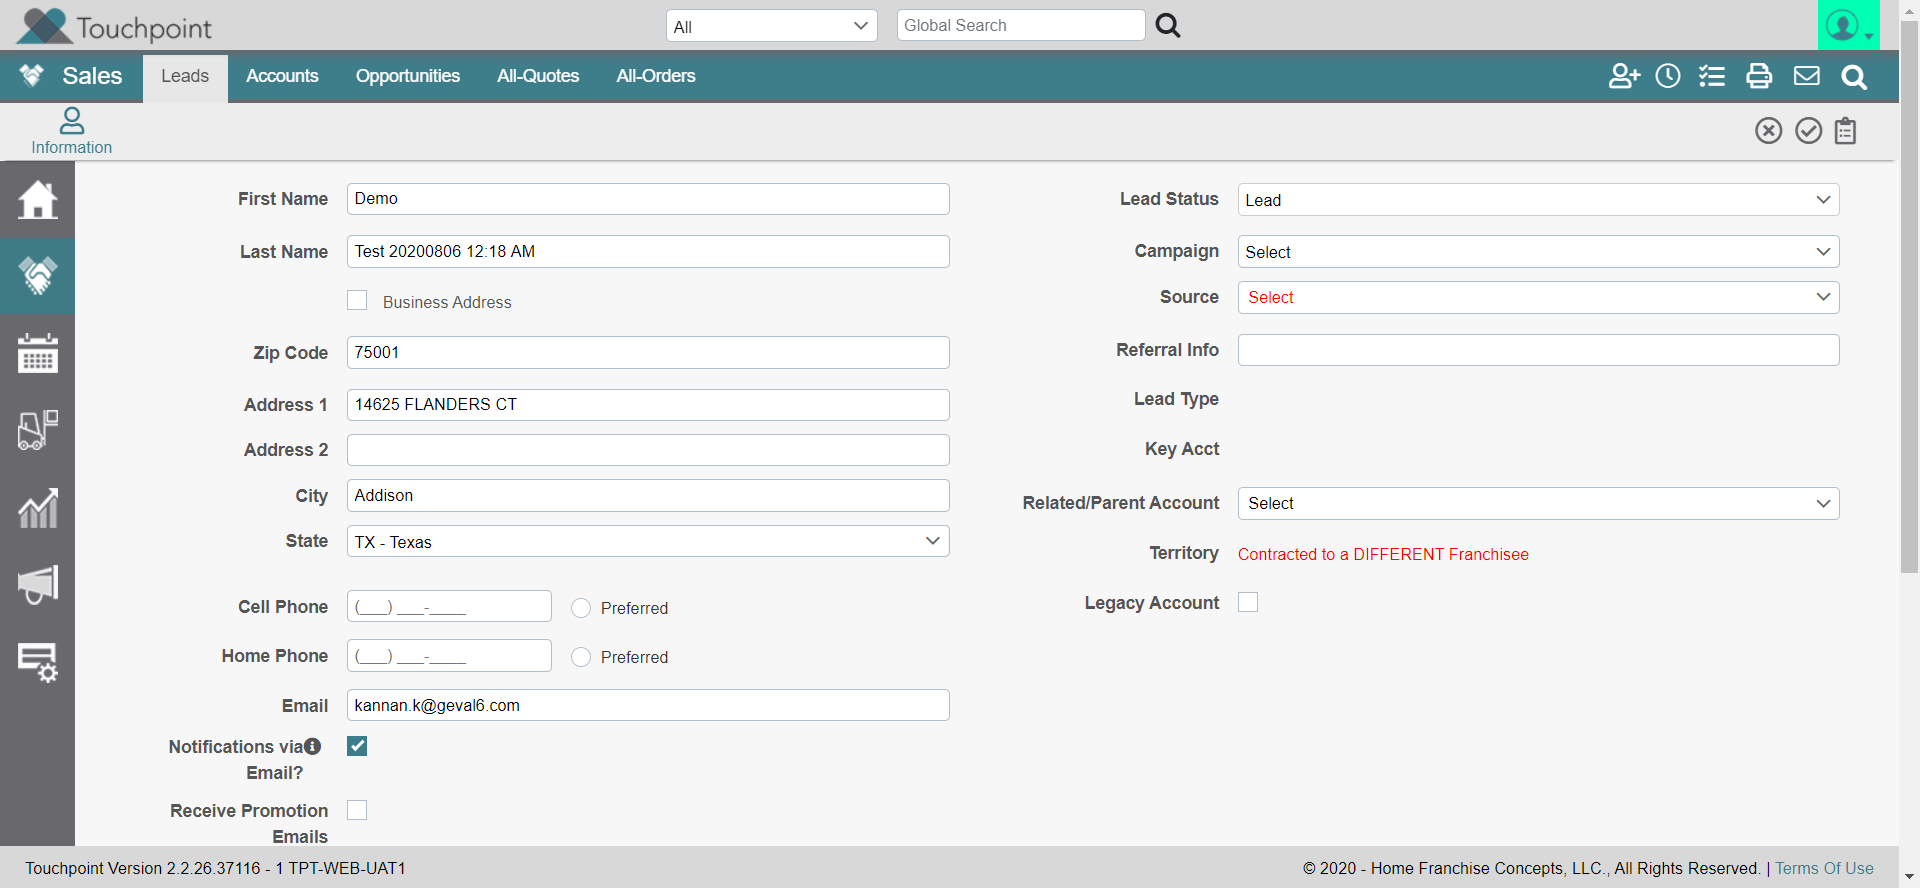 Touchpoint
All
Global Search
Sales
Leads
Accounts
Opportunities
All-Quotes
All-Orders
Information
First Name
Demo
Last Name
Test 20200806 12:18 AM
Business Address
Zip Code
75001
Address 1
14625 FLANDERS CT
Address 2
City
Addison
State
TX - Texas
Cell Phone
(___) ___-____
Preferred
Home Phone
(___) ___-____
Preferred
Email
kannan.k@geval6.com
Notifications via
Email?
Receive Promotion
Emails
Lead Status
Lead
Campaign
Select
Source
Select
Referral Info
Lead Type
Key Acct
Related/Parent Account
Select
Territory
Contracted to a DIFFERENT Franchisee
Legacy Account
Touchpoint Version 2.2.26.37116 - 1 TPT-WEB-UAT1
© 2020 - Home Franchise Concepts, LLC., All Rights Reserved. | Terms Of Use